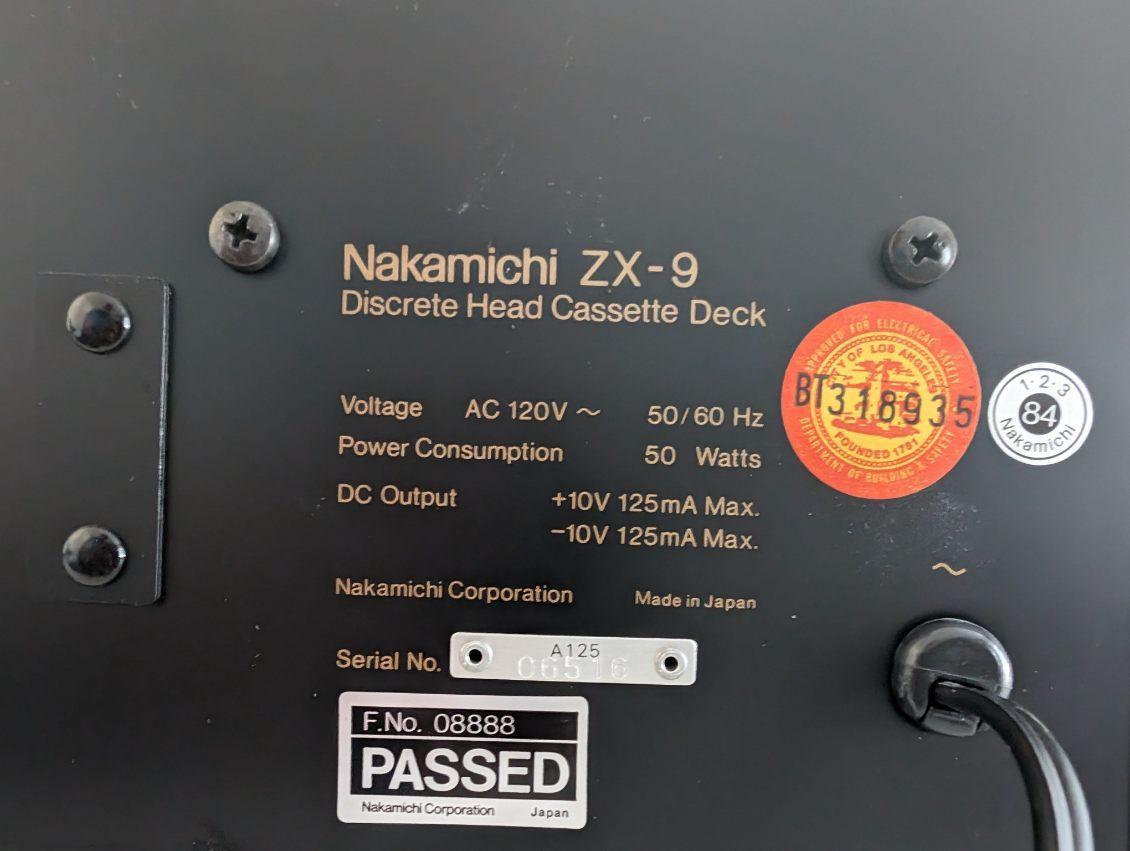 Nakamichi ZX-9
Discrete Head Cassette Deck
Voltage AC 120V ~ 50/60 Hz
Power Consumption 50 Watts
DC Output +10V 125mA Max.
-10V 125mA Max.
Nakamichi Corporation Made in Japan
Serial No. A125
06516
F.No. 08888
PASSED
Nakamichi Corporation Japan
APPROVED FOR ELECTRICAL SAFETY
CITY OF LOS ANGELES
BT318935
FOUNDED 1781
DEPARTMENT OF BUILDING & SAFETY
1·2·3
84
Nakamichi
~